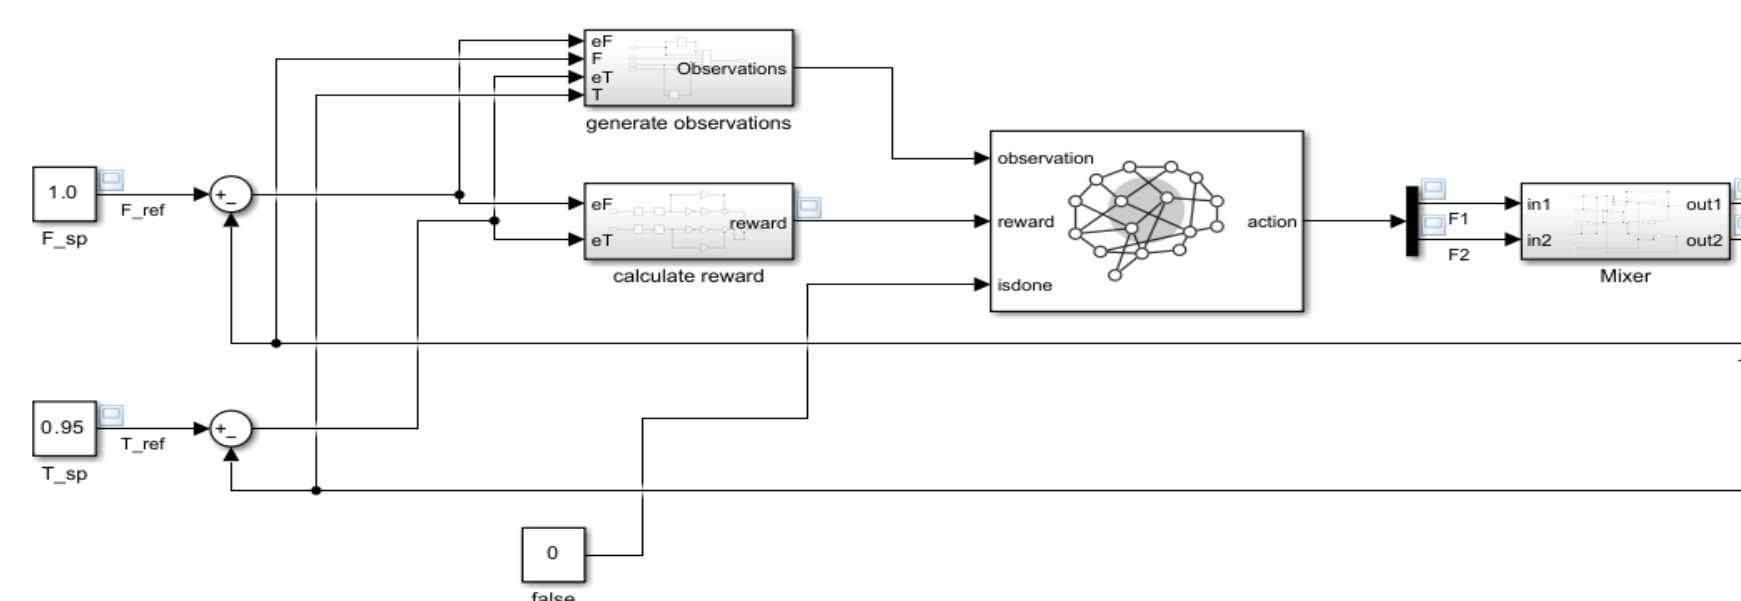 eF
F
eT
T
Observations
generate observations
1.0
F_ref
F_sp
+
_
eF
eT
reward
calculate reward
observation
reward
isdone
action
F1
F2
in1
in2
out1
out2
Mixer
0.95
T_ref
T_sp
+
_
0
false